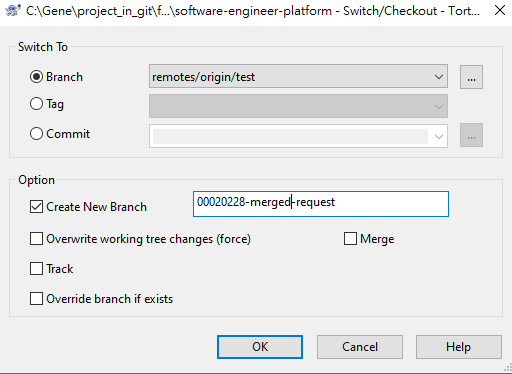 C:\Gene\project_in_git\f...\software-engineer-platform - Switch/Checkout - Tort...
Switch To
Branch
remotes/origin/test
...
Tag
Commit
...
Option
Create New Branch
00020228-merged-request
Overwrite working tree changes (force)
Merge
Track
Override branch if exists
OK
Cancel
Help